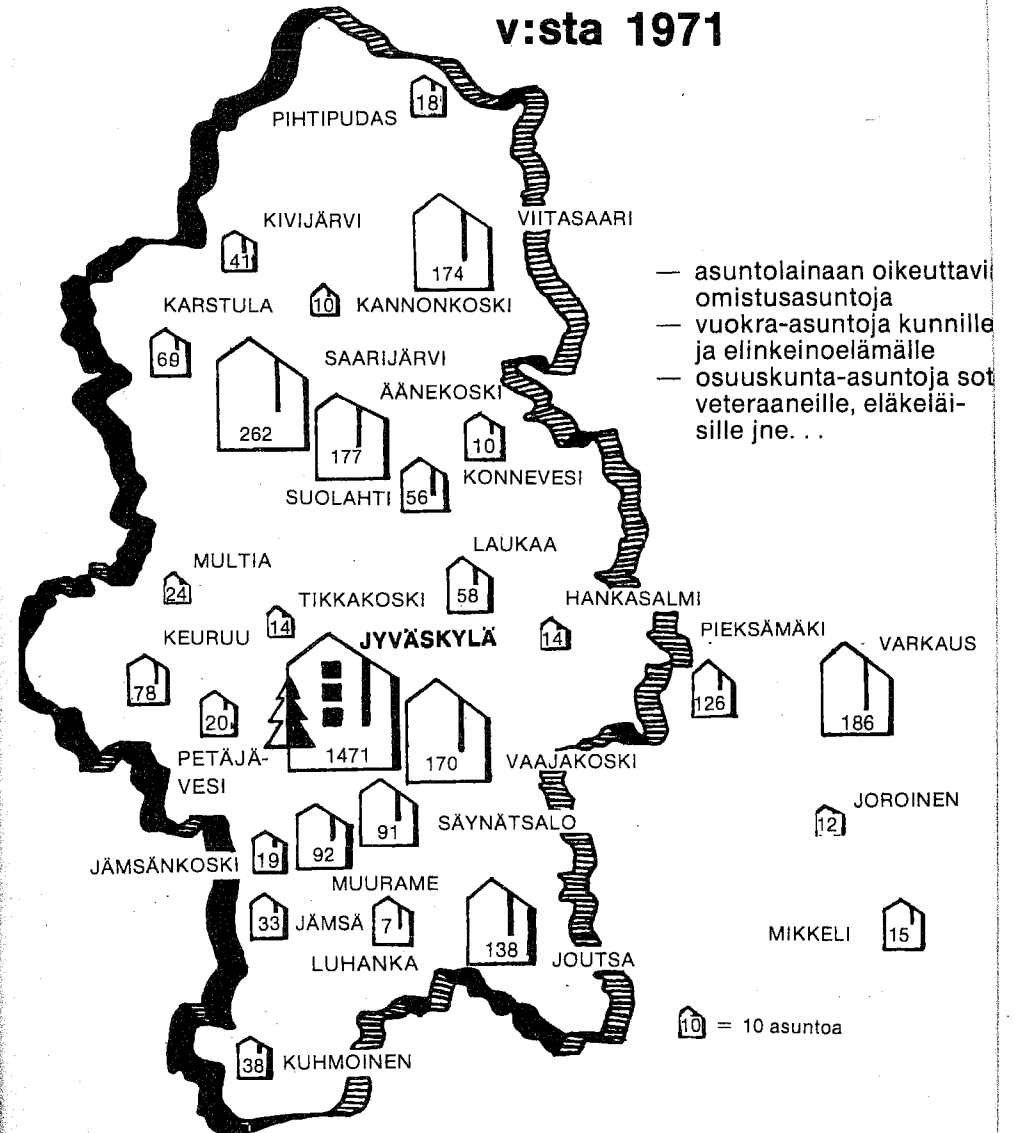 v:sta 1971
18
PIHTIPUDAS
KIVIJÄRVI
41
174
VIITASAARI
KARSTULA
10
KANNONKOSKI
69
262
SAARIJÄRVI
ÄÄNEKOSKI
177
10
KONNEVESI
SUOLAHTI
56
— asuntolainaan oikeuttavi
omistusasuntoja
— vuokra-asuntoja kunnille
ja elinkeinoelämälle
— osuuskunta-asuntoja sot
veteraaneille, eläkeläi-
sille jne. . .
MULTIA
24
LAUKAA
58
TIKKAKOSKI
14
HANKASALMI
14
KEURUU
78
JYVÄSKYLÄ
1471
PIEKSÄMÄKI
126
VARKAUS
186
20
PETÄJÄ-
VESI
170
VAAJAKOSKI
91
SÄYNÄTSALO
JOROINEN
12
JÄMSÄNKOSKI
19
92
MUURAME
33
JÄMSÄ
7
LUHANKA
138
JOUTSA
MIKKELI
15
10 = 10 asuntoa
38
KUHMOINEN